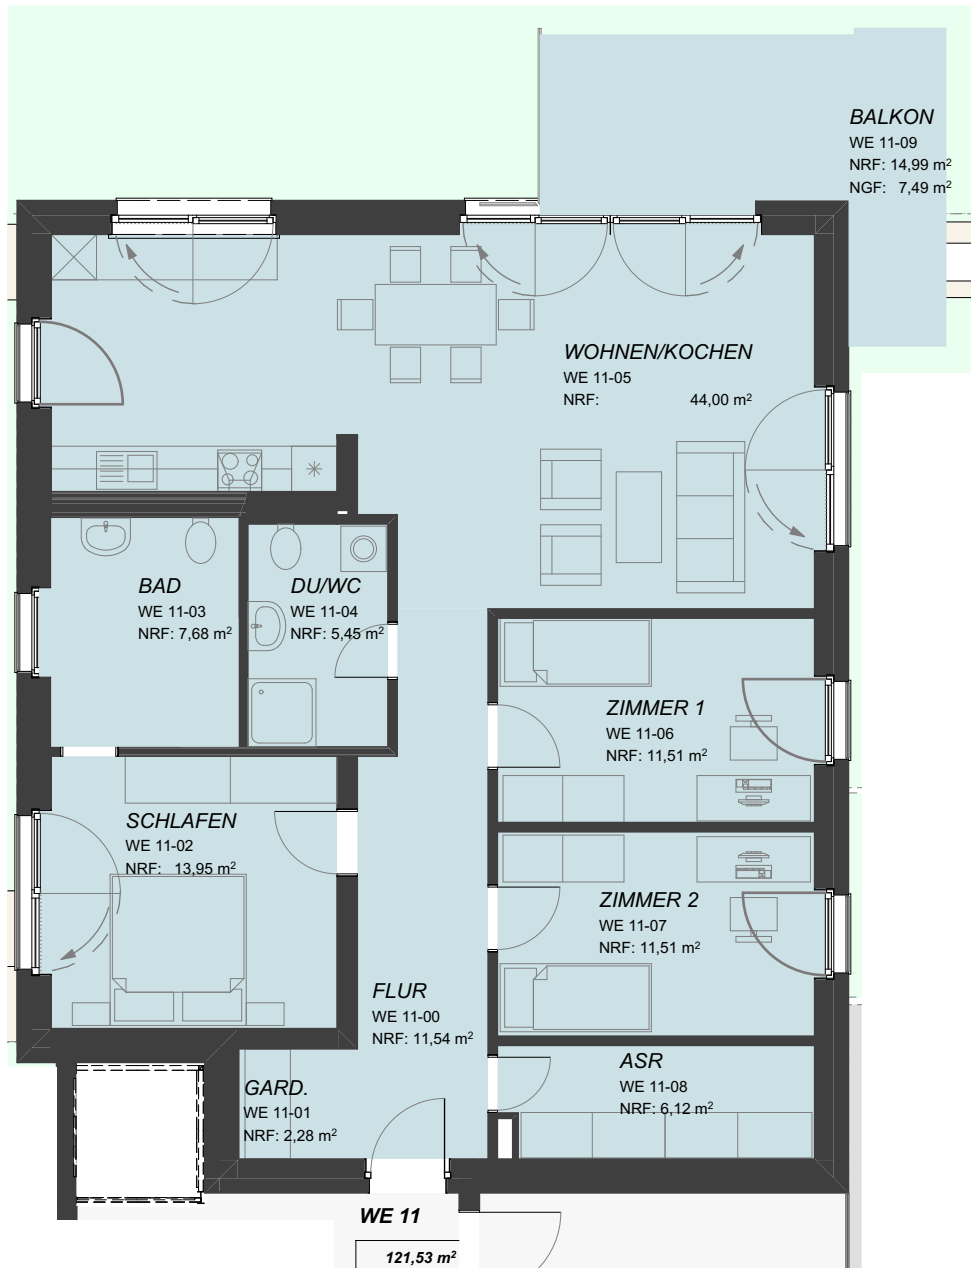 BALKON
WE 11-09
NRF: 14,99 m²
NGF: 7,49 m²
WOHNEN/KOCHEN
WE 11-05
NRF: 44,00 m²
BAD
WE 11-03
NRF: 7,68 m²
DU/WC
WE 11-04
NRF: 5,45 m²
ZIMMER 1
WE 11-06
NRF: 11,51 m²
SCHLAFEN
WE 11-02
NRF: 13,95 m²
ZIMMER 2
WE 11-07
NRF: 11,51 m²
FLUR
WE 11-00
NRF: 11,54 m²
ASR
WE 11-08
NRF: 6,12 m²
GARD.
WE 11-01
NRF: 2,28 m²
WE 11
121,53 m²